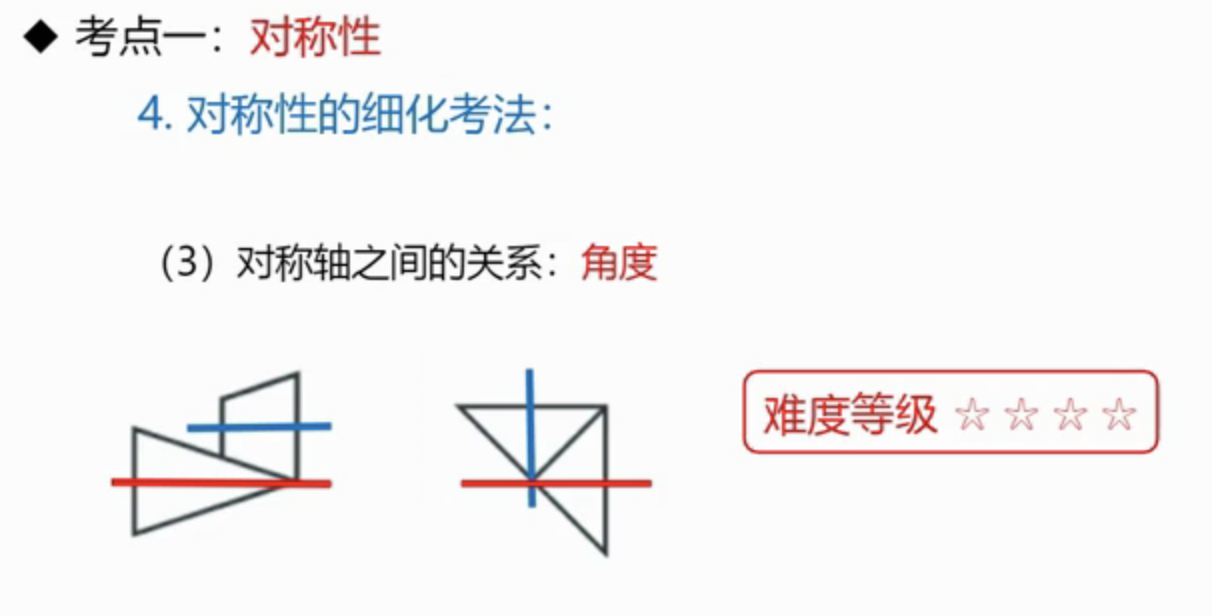 ◆ 考点一：对称性
4. 对称性的细化考法：
（3）对称轴之间的关系：角度
难度等级 ☆ ☆ ☆ ☆